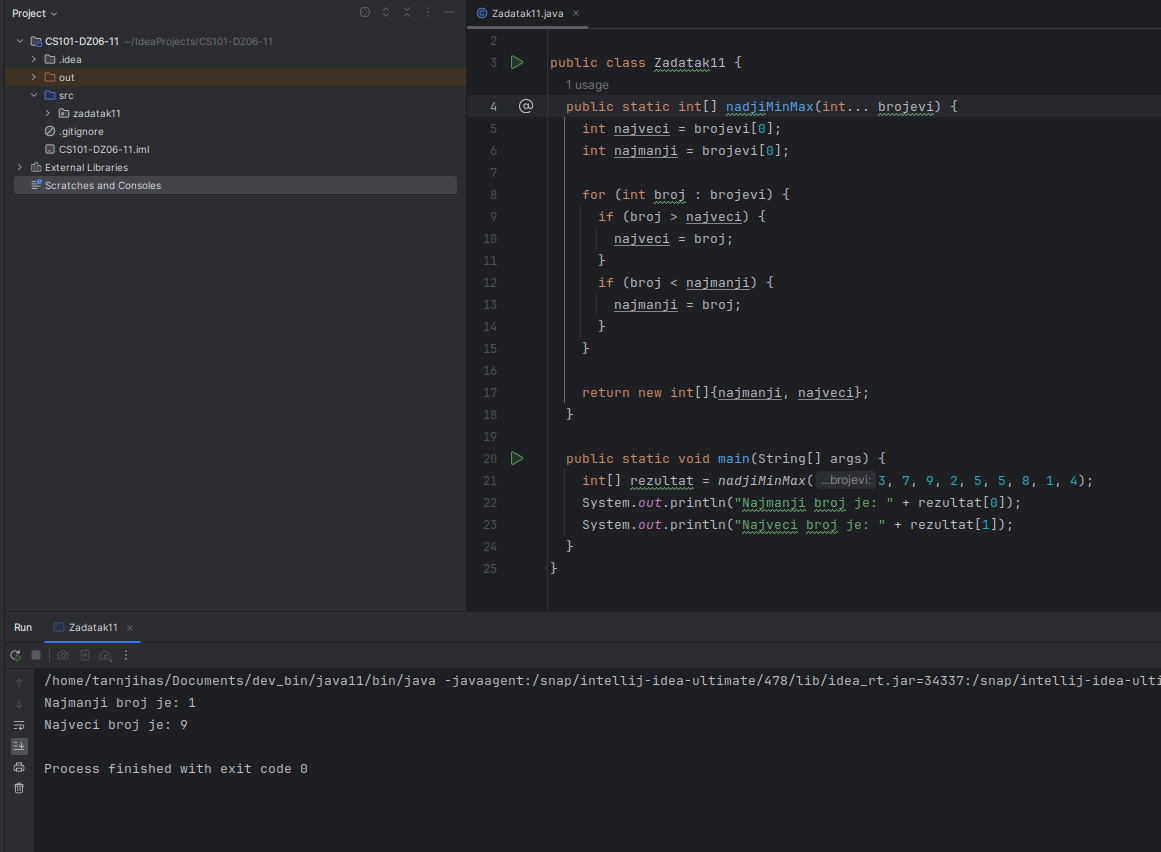 Project
CS101-DZ06-11 ~/IdeaProjects/CS101-DZ06-11
.idea
out
src
zadatak11
.gitignore
CS101-DZ06-11.iml
External Libraries
Scratches and Consoles
Zadatak11.java
2
3 public class Zadatak11 {
1 usage
4 @ public static int[] nadjiMinMax(int... brojevi) {
5 int najveci = brojevi[0];
6 int najmanji = brojevi[0];
7
8 for (int broj : brojevi) {
9 if (broj > najveci) {
10 najveci = broj;
11 }
12 if (broj < najmanji) {
13 najmanji = broj;
14 }
15 }
16
17 return new int[]{najmanji, najveci};
18 }
19
20 public static void main(String[] args) {
21 int[] rezultat = nadjiMinMax( ...brojevi: 3, 7, 9, 2, 5, 5, 8, 1, 4);
22 System.out.println("Najmanji broj je: " + rezultat[0]);
23 System.out.println("Najveci broj je: " + rezultat[1]);
24 }
25 }
Run Zadatak11
/home/tarnjihas/Documents/dev_bin/java11/bin/java -javaagent:/snap/intellij-idea-ultimate/478/lib/idea_rt.jar=34337:/snap/intellij-idea-ulti
Najmanji broj je: 1
Najveci broj je: 9
Process finished with exit code 0